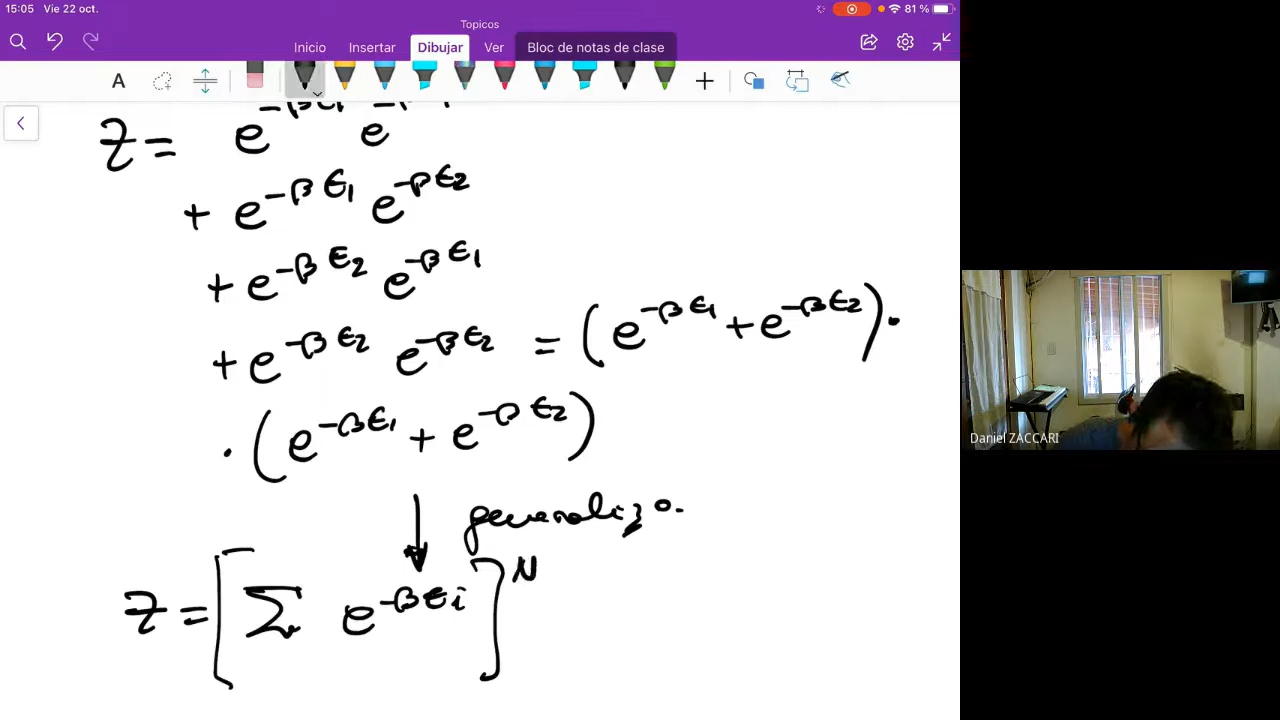 15:05 Vie 22 oct. 81 %
Topicos
Inicio Insertar Dibujar Ver Bloc de notas de clase
A
Z = e^{-βϵ1} e
+ e^{-βϵ1} e^{-βϵ2}
+ e^{-βϵ2} e^{-βϵ1}
+ e^{-βϵ2} e^{-βϵ2} = (e^{-βϵ1} + e^{-βϵ2}) ·
· (e^{-βϵ1} + e^{-βϵ2})
↓ generalizo.
Z = [Σ e^{-βϵi}]^N
Daniel ZACCARI